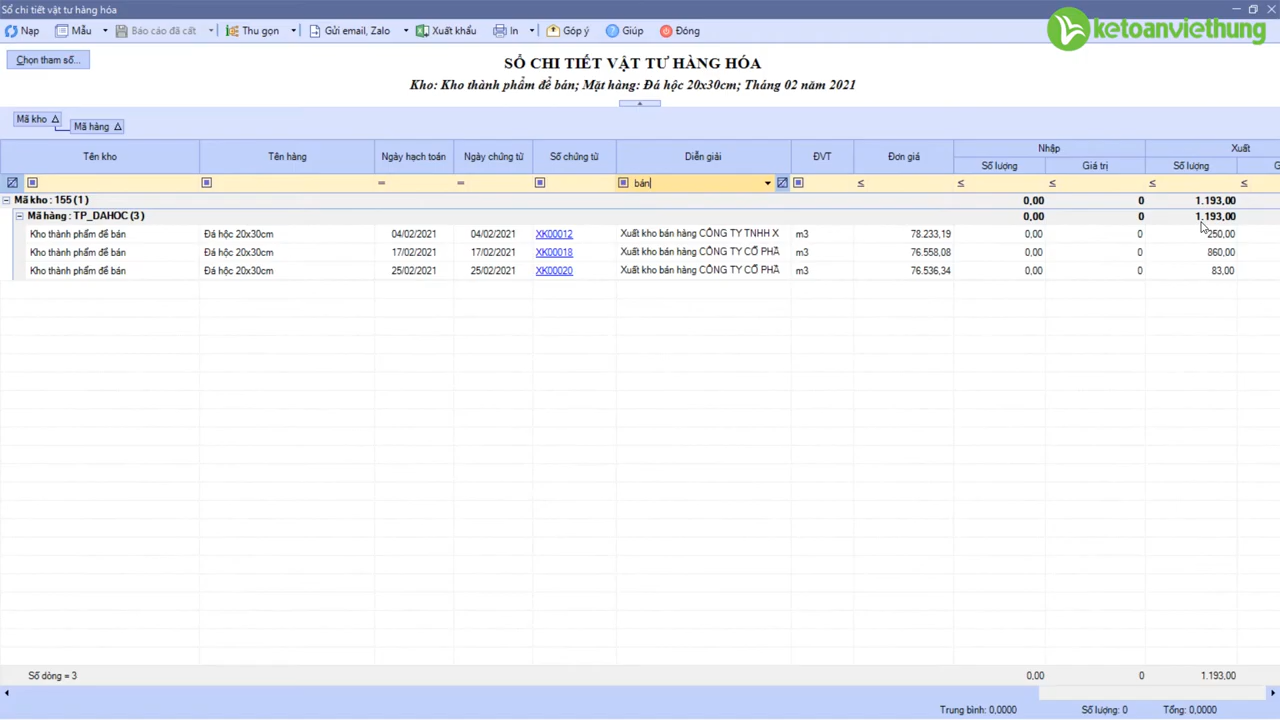 Sổ chi tiết vật tư hàng hóa
Nạp Mẫu Báo cáo đã cất Thu gọn Gửi email, Zalo Xuất khẩu In Góp ý Giúp Đóng
ketoanviethung
Chọn tham số...
SỔ CHI TIẾT VẬT TƯ HÀNG HÓA
Kho: Kho thành phẩm để bán; Mặt hàng: Đá hộc 20x30cm; Tháng 02 năm 2021
Mã kho
Mã hàng
Tên kho Tên hàng Ngày hạch toán Ngày chứng từ Số chứng từ Diễn giải ĐVT Đơn giá Nhập Xuất
Số lượng Giá trị Số lượng G
= = bán ≤ ≤ ≤ ≤ ≤
Mã kho : 155 (1) 0,00 0 1.193,00
Mã hàng : TP_DAHOC (3) 0,00 0 1.193,00
Kho thành phẩm để bán Đá hộc 20x30cm 04/02/2021 04/02/2021 XK00012 Xuất kho bán hàng CÔNG TY TNHH X m3 78.233,19 0,00 0 250,00
Kho thành phẩm để bán Đá hộc 20x30cm 17/02/2021 17/02/2021 XK00018 Xuất kho bán hàng CÔNG TY CỔ PHẦ m3 76.558,08 0,00 0 860,00
Kho thành phẩm để bán Đá hộc 20x30cm 25/02/2021 25/02/2021 XK00020 Xuất kho bán hàng CÔNG TY CỔ PHẦ m3 76.536,34 0,00 0 83,00
Số dòng = 3 0,00 0 1.193,00
Trung bình: 0,0000 Số lượng: 0 Tổng: 0,0000